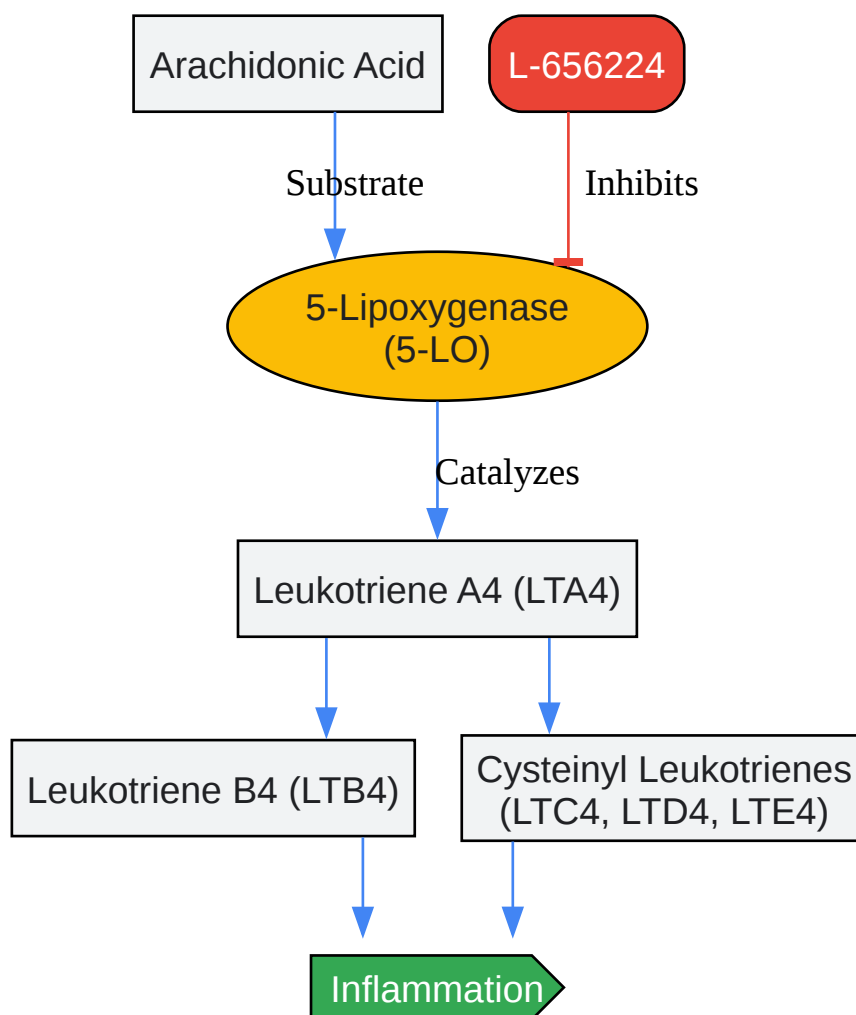 Arachidonic Acid
L-656224
Substrate
Inhibits
5-Lipoxygenase
(5-LO)
Catalyzes
Leukotriene A4 (LTA4)
Leukotriene B4 (LTB4)
Cysteinyl Leukotrienes
(LTC4, LTD4, LTE4)
Inflammation